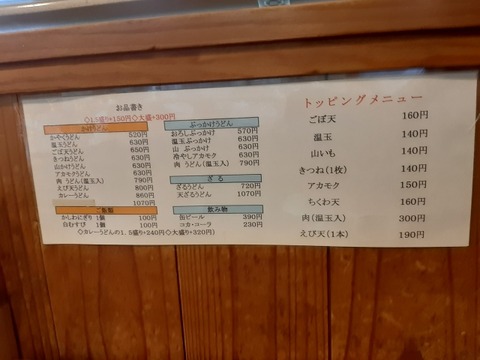 お品書き
◇1.5盛り+150円◇大盛+300円
かけうどん
かやくうどん 520円
温玉うどん 630円
ごぼ天うどん 650円
きつねうどん 630円
山かけうどん 630円
アカモクうどん 630円
肉 うどん(温玉入) 790円
えび天うどん 860円
カレーうどん 860円
1070円
ご飯類
かしわにぎり 1個 100円
白むすび 1個 100円
◇カレーうどんの1.5盛り+240円◇大盛り+320円
ぶっかけうどん
おろしぶっかけ 570円
温玉ぶっかけ 630円
山 ぶっかけ 630円
冷やしアカモク 630円
肉 うどん(温玉入) 790円
ざる
ざるうどん 720円
天ざるうどん 1070円
飲み物
缶ビール 390円
コカ・コーラ 230円
トッピングメニュー
ごぼ天 160円
温玉 140円
山いも 140円
きつね(1枚) 140円
アカモク 150円
ちくわ天 160円
肉(温玉入) 300円
えび天(1本) 190円